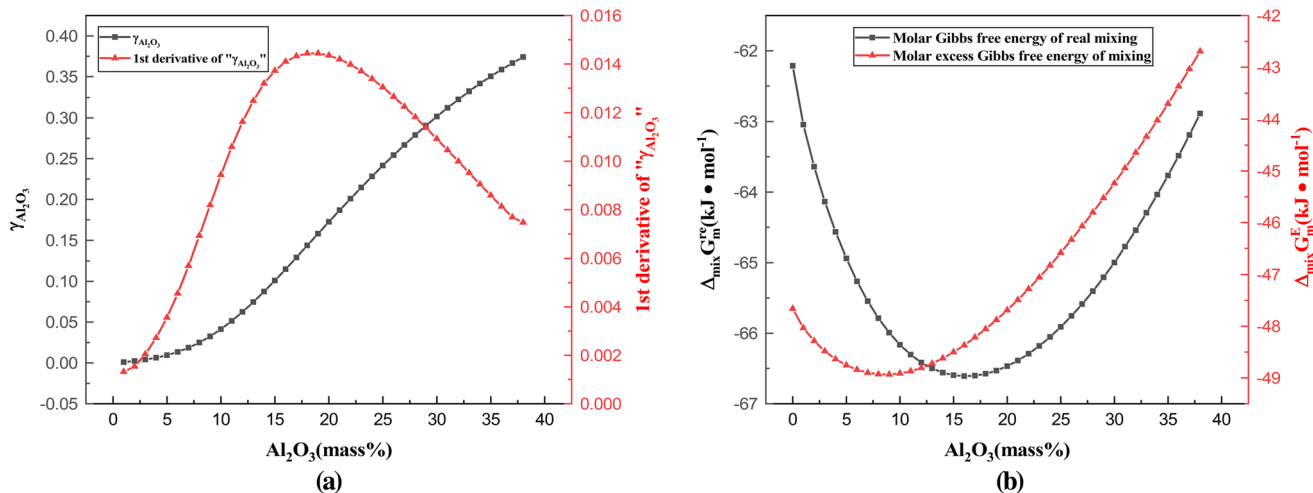 γAl₂O₃
1st derivative of "γAl₂O₃"
0.40
0.35
0.30
0.25
0.20
0.15
0.10
0.05
0.00
-0.05
γAl₂O₃
0.016
0.014
0.012
0.010
0.008
0.006
0.004
0.002
0.000
1st derivative of "γAl₂O₃"
0 5 10 15 20 25 30 35 40
Al₂O₃(mass%)
(a)
Molar Gibbs free energy of real mixing
Molar excess Gibbs free energy of mixing
-62
-63
-64
-65
-66
-67
ΔmixGmʳᵉ(kJ • mol⁻¹)
-42
-43
-44
-45
-46
-47
-48
-49
ΔmixGmᴱ(kJ • mol⁻¹)
0 5 10 15 20 25 30 35 40
Al₂O₃(mass%)
(b)